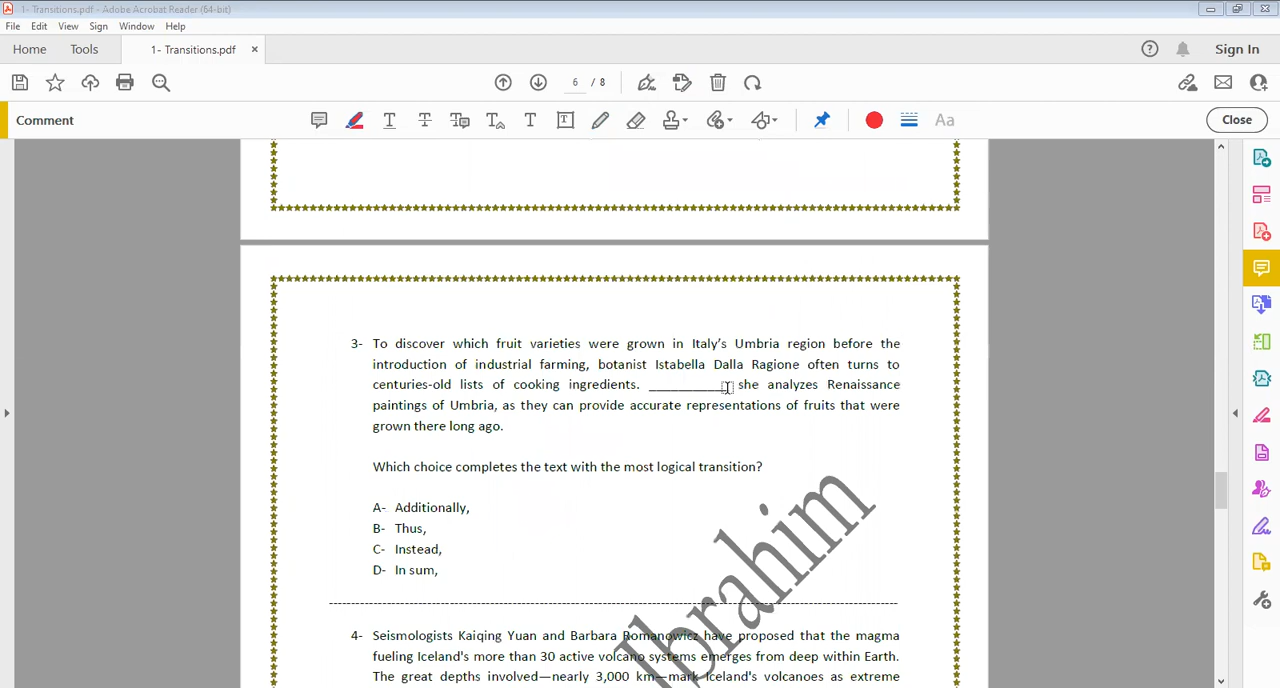 1- Transitions.pdf - Adobe Acrobat Reader (64-bit)
File Edit View Sign Window Help
Home Tools 1- Transitions.pdf × Sign In
6 / 8
Comment Aa Close
3- To discover which fruit varieties were grown in Italy's Umbria region before the
introduction of industrial farming, botanist Istabella Dalla Ragione often turns to
centuries-old lists of cooking ingredients. ____________ she analyzes Renaissance
paintings of Umbria, as they can provide accurate representations of fruits that were
grown there long ago.
Which choice completes the text with the most logical transition?
A- Additionally,
B- Thus,
C- Instead,
D- In sum,
Ibrahim
4- Seismologists Kaiqing Yuan and Barbara Romanowicz have proposed that the magma
fueling Iceland's more than 30 active volcano systems emerges from deep within Earth.
The great depths involved—nearly 3,000 km—mark Iceland's volcanoes as extreme